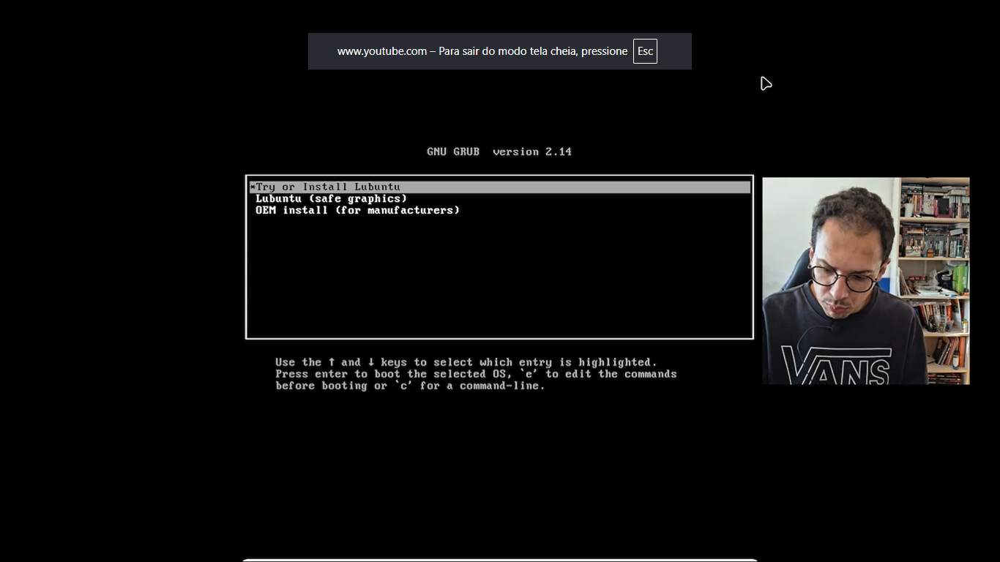 www.youtube.com – Para sair do modo tela cheia, pressione Esc
GNU GRUB version 2.14
*Try or Install Lubuntu
Lubuntu (safe graphics)
OEM install (for manufacturers)
Use the ↑ and ↓ keys to select which entry is highlighted.
Press enter to boot the selected OS, `e' to edit the commands
before booting or `c' for a command-line.
VANS